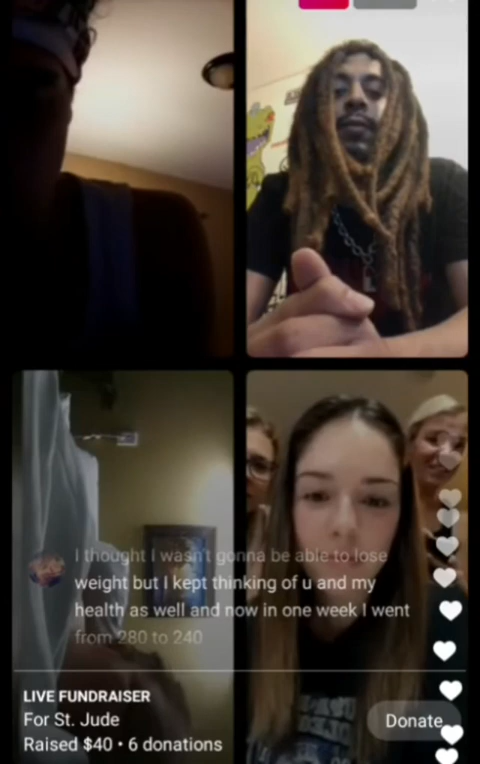 I thought I wasn't gonna be able to lose
weight but I kept thinking of u and my
health as well and now in one week I went
from 280 to 240
LIVE FUNDRAISER
For St. Jude
Donate
Raised $40 • 6 donations